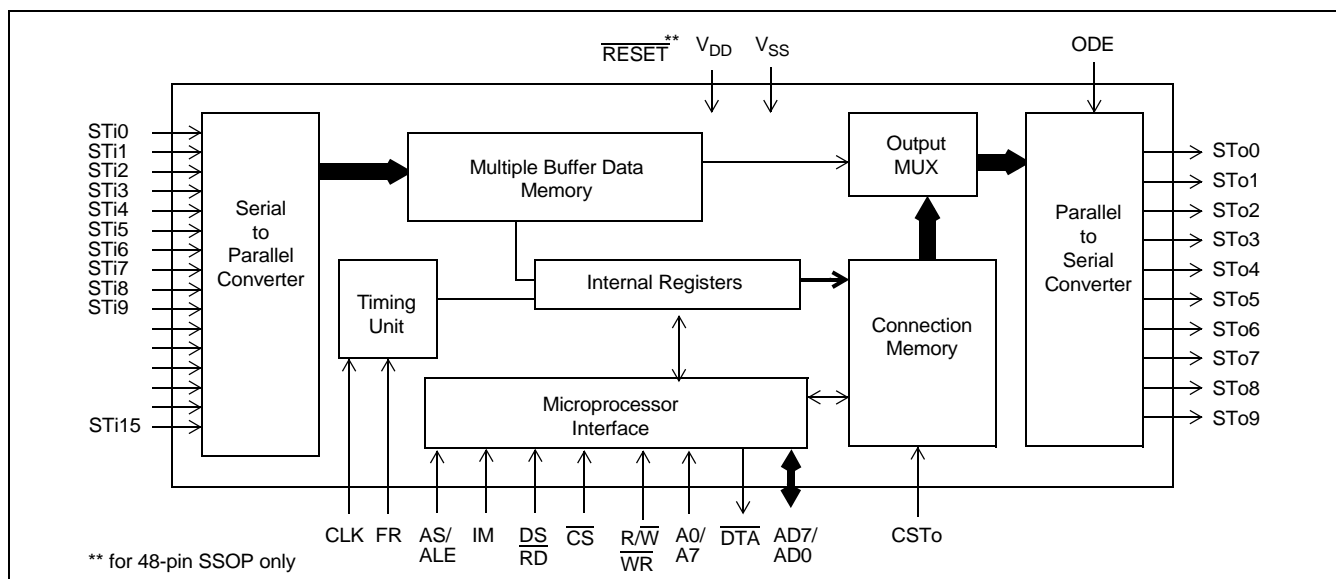 RESET** VDD VSS ODE
STi0
STi1
STi2
STi3
STi4
STi5
STi6
STi7
STi8
STi9
STi15
Serial
to
Parallel
Converter
Multiple Buffer Data
Memory
Output
MUX
Parallel
to
Serial
Converter
STo0
STo1
STo2
STo3
STo4
STo5
STo6
STo7
STo8
STo9
Timing
Unit
Internal Registers
Connection
Memory
Microprocessor
Interface
CLK FR AS/ IM DS CS R/W A0/ DTA AD7/ CSTo
ALE RD WR A7 AD0
** for 48-pin SSOP only